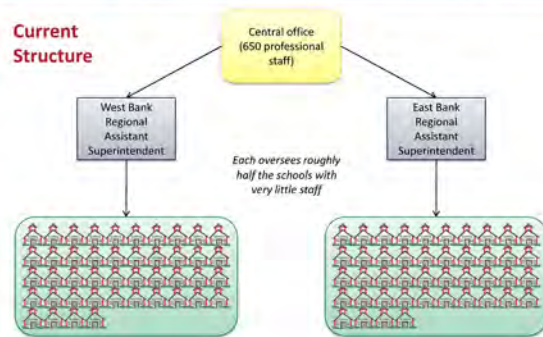 Current
Structure
Central office
(650 professional
staff)
West Bank
Regional
Assistant
Superintendent
East Bank
Regional
Assistant
Superintendent
Each oversees roughly
half the schools with
very little staff